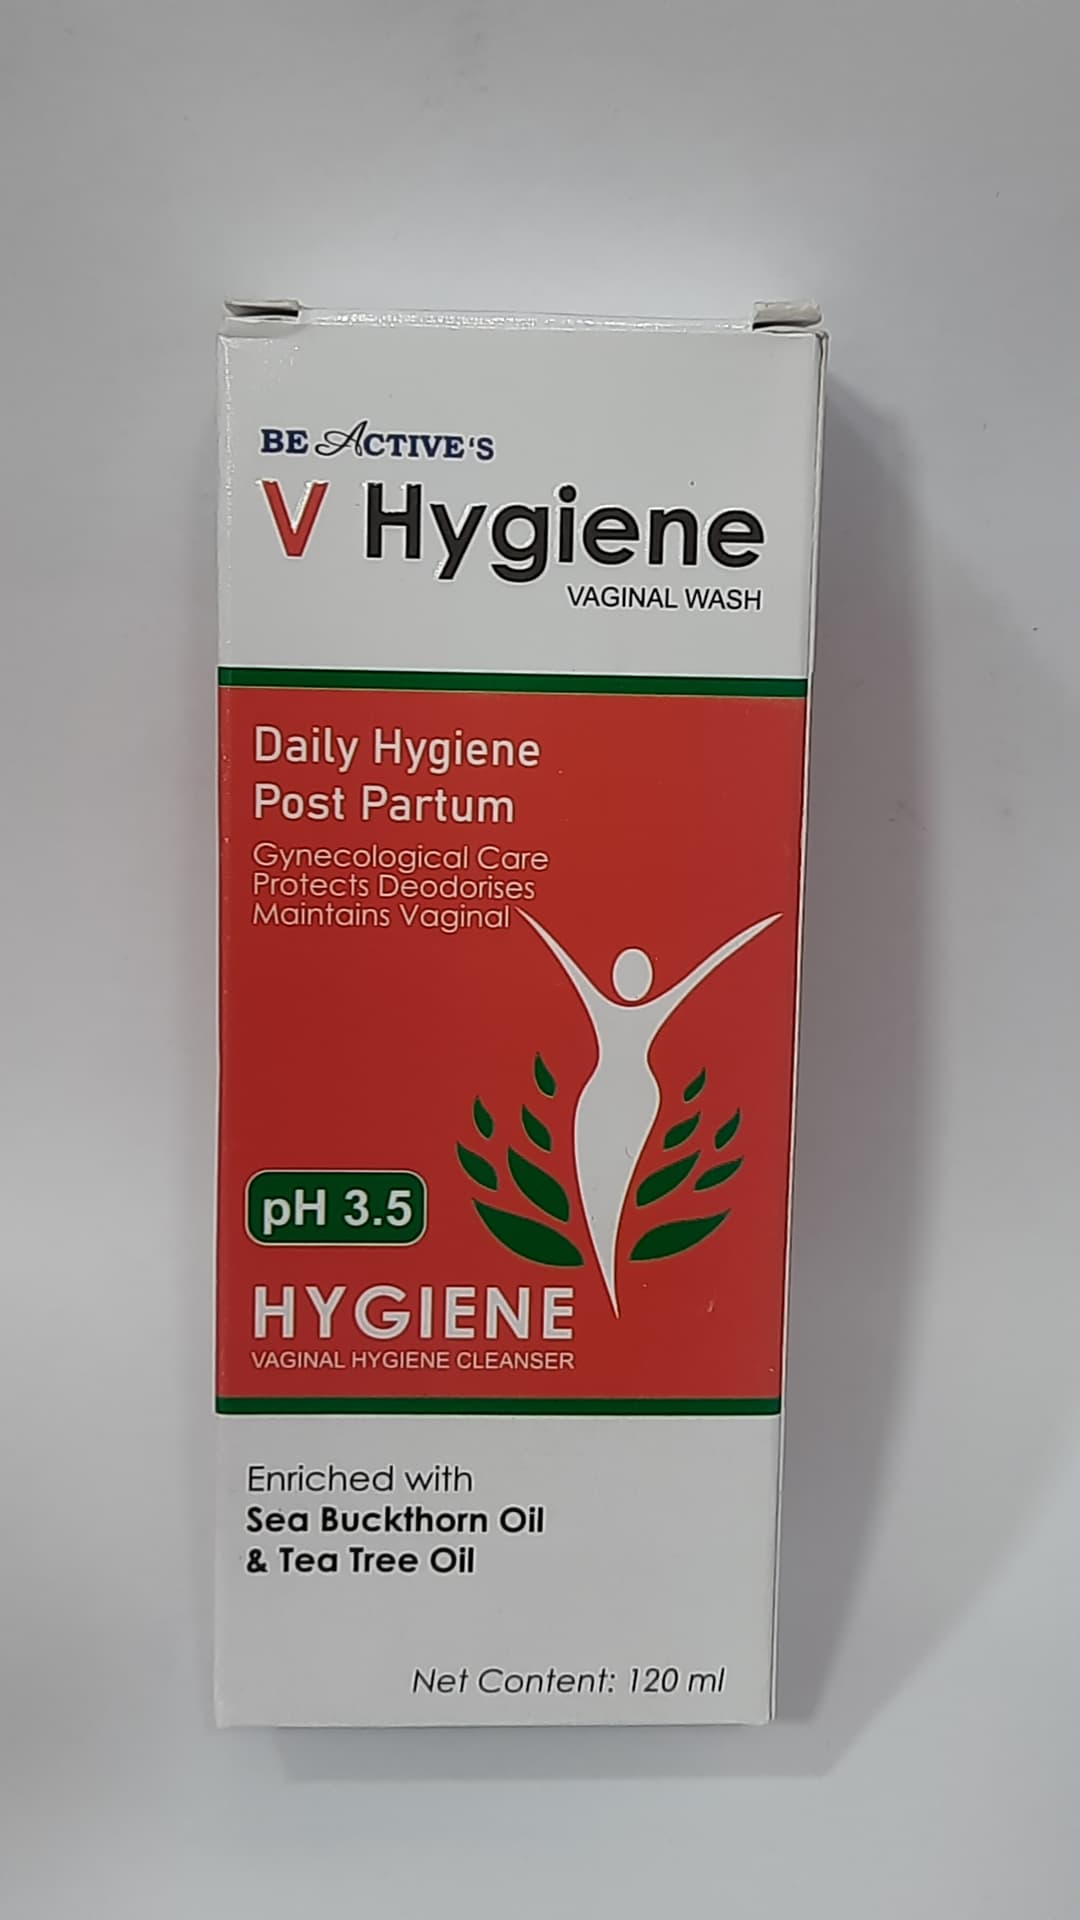 BE ACTIVE'S
V Hygiene
VAGINAL WASH
Daily Hygiene
Post Partum
Gynecological Care
Protects Deodorises
Maintains Vaginal
pH 3.5
HYGIENE
VAGINAL HYGIENE CLEANSER
Enriched with
Sea Buckthorn Oil
& Tea Tree Oil
Net Content: 120 ml